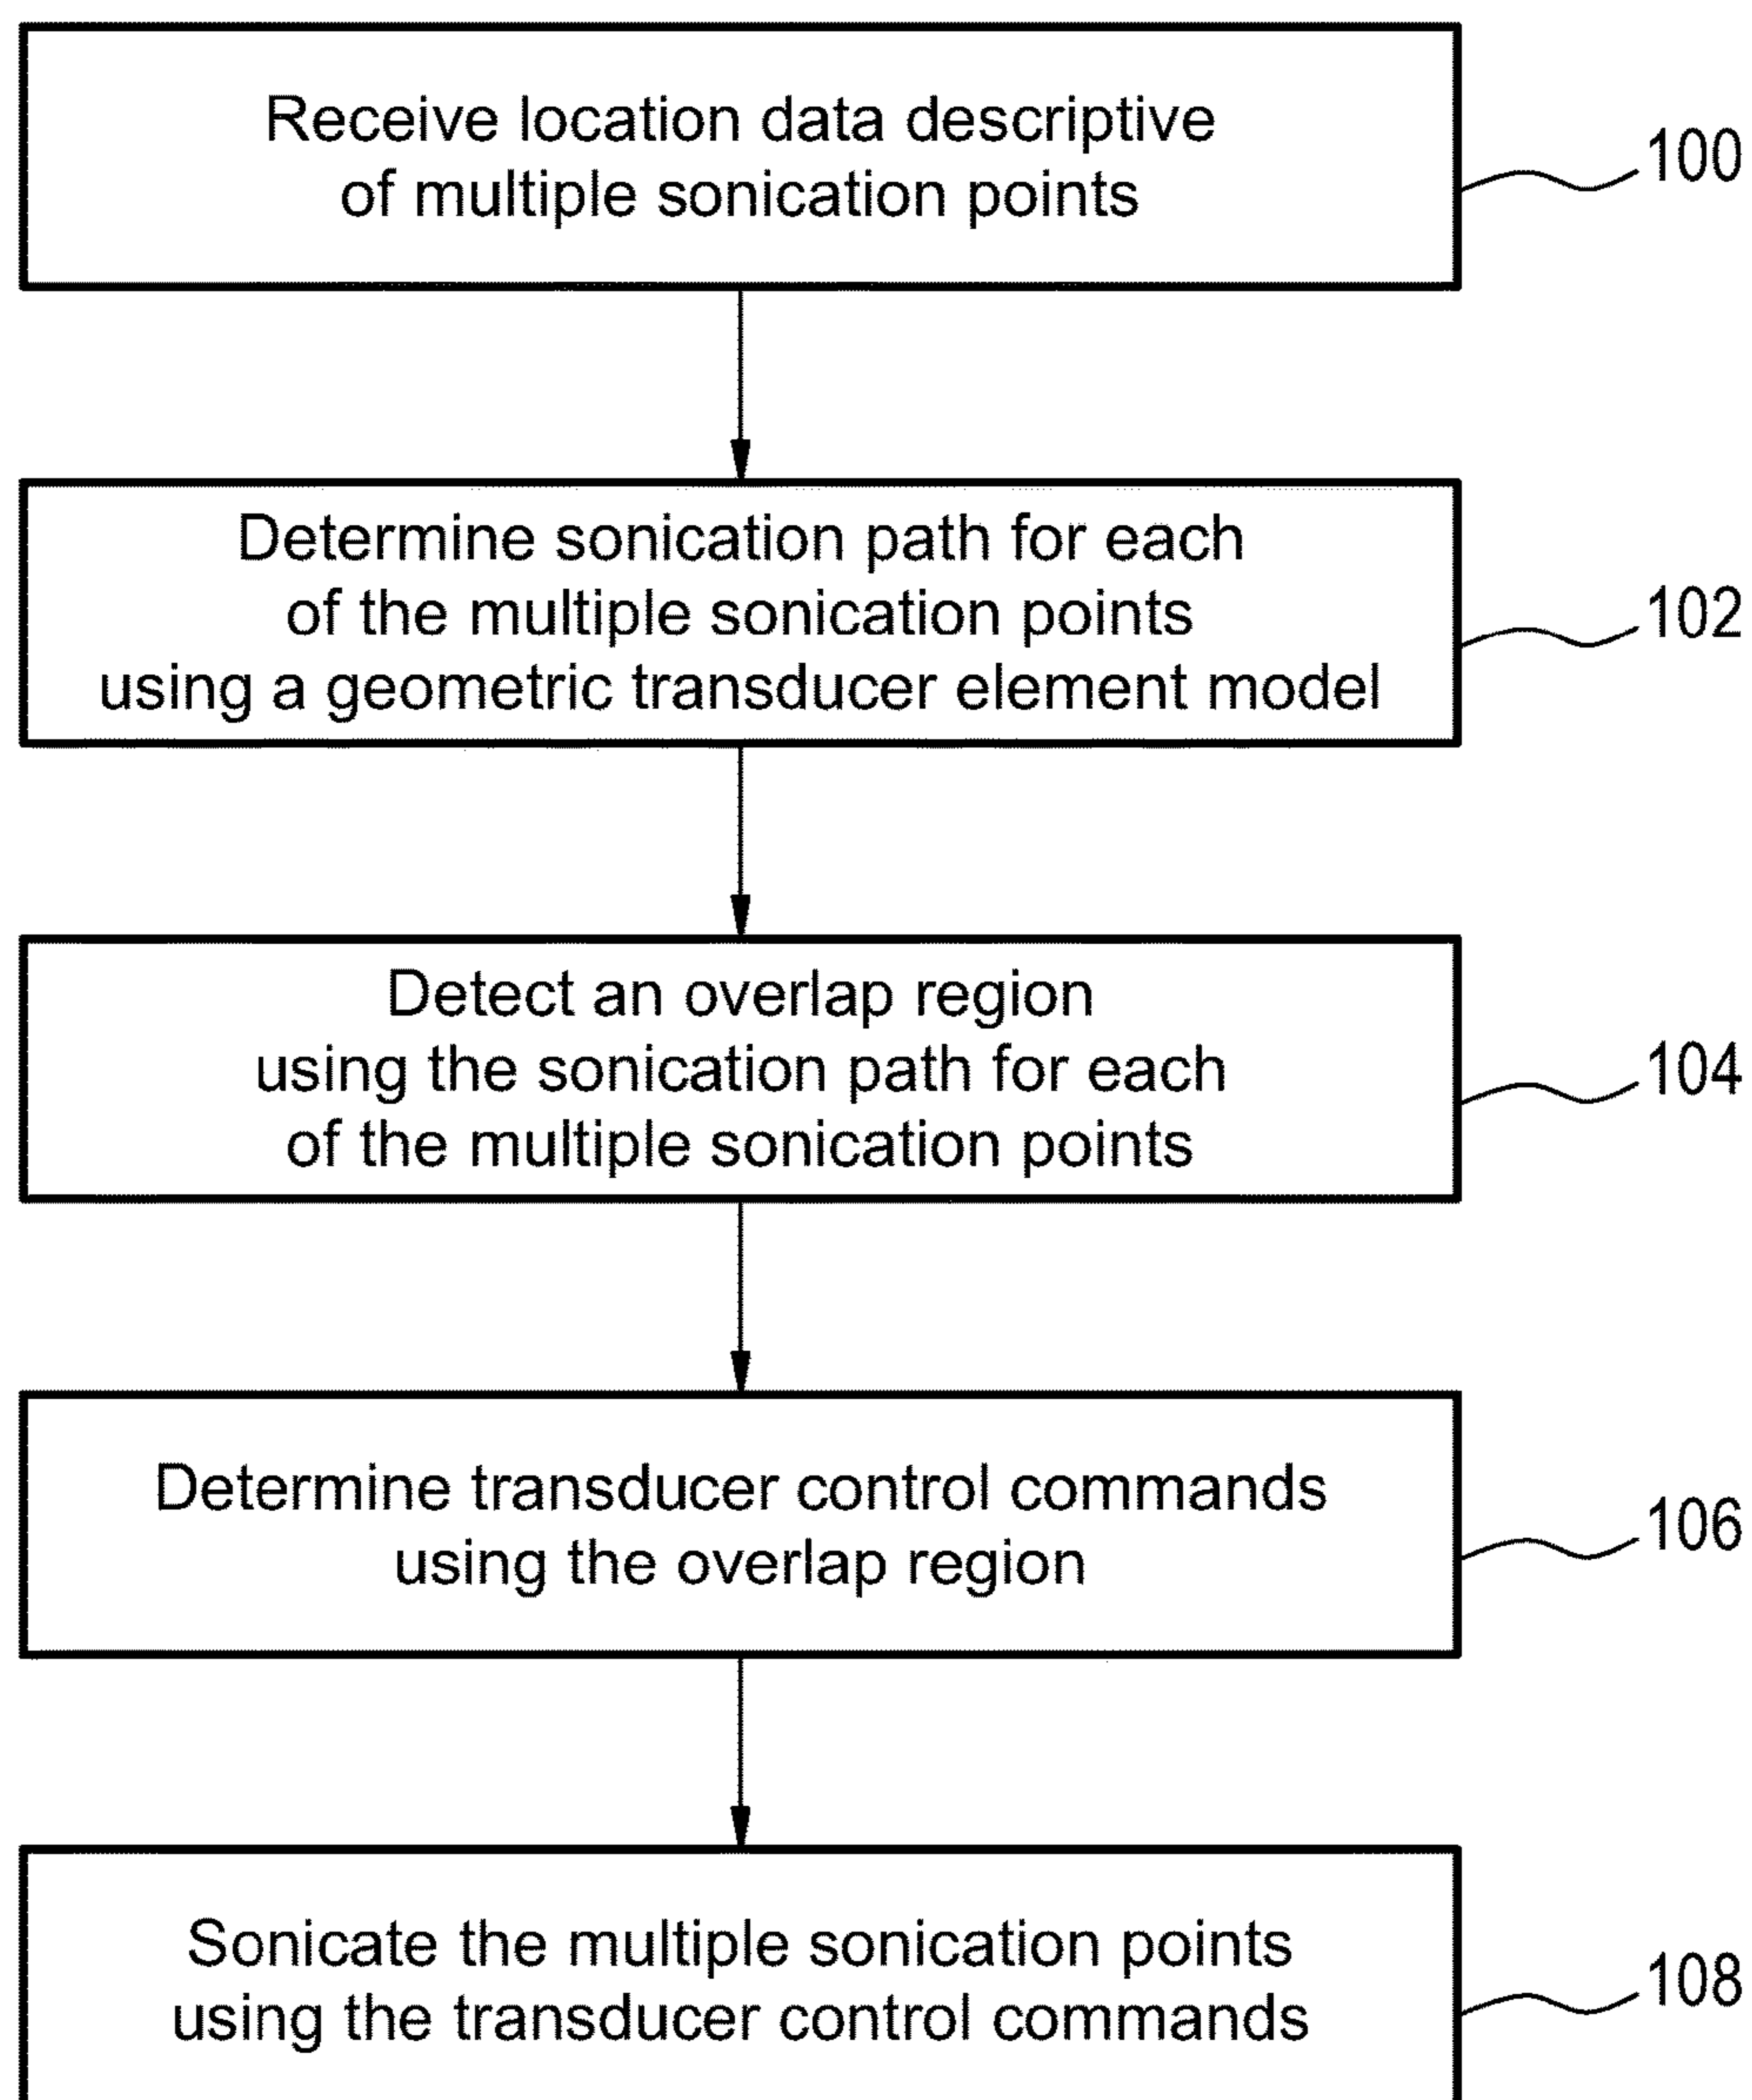 Receive location data descriptive
of multiple sonication points
100
Determine sonication path for each
of the multiple sonication points
using a geometric transducer element model
102
Detect an overlap region
using the sonication path for each
of the multiple sonication points
104
Determine transducer control commands
using the overlap region
106
Sonicate the multiple sonication points
using the transducer control commands
108